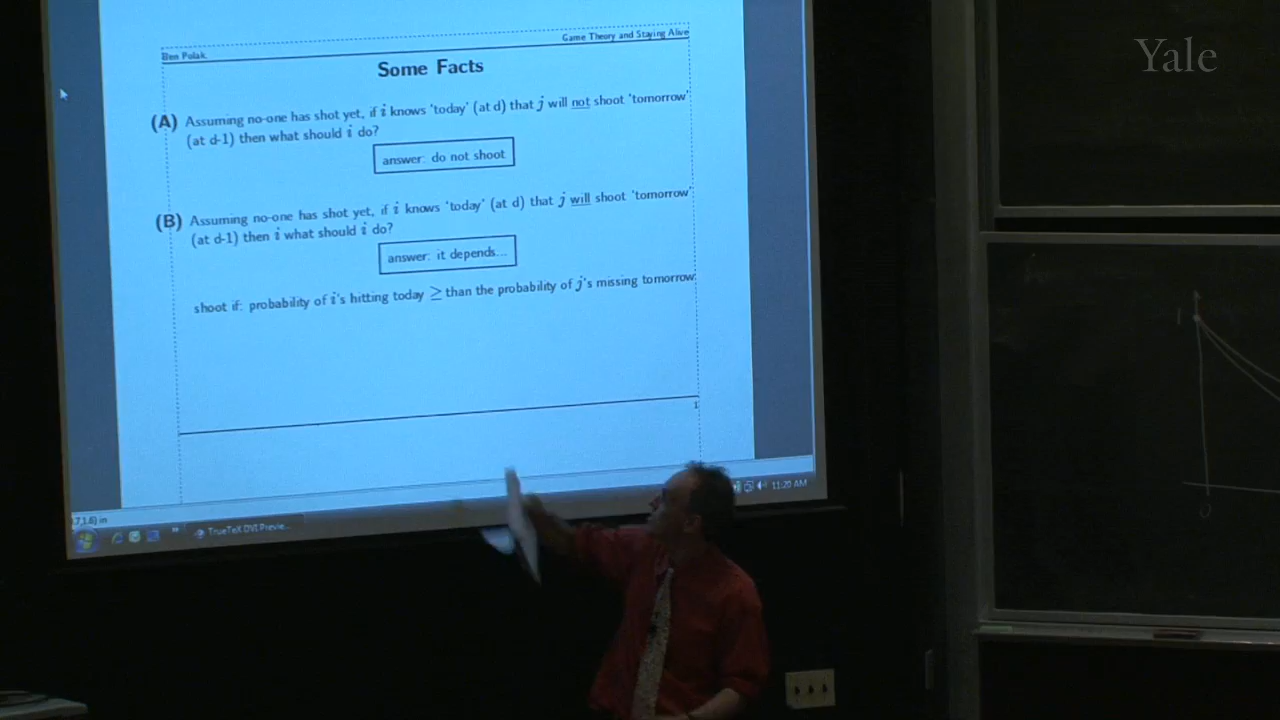 Yale
Ben Polak.
Game Theory and Staying Alive
Some Facts
(A) Assuming no-one has shot yet, if i knows 'today' (at d) that j will not shoot 'tomorrow'
(at d-1) then what should i do?
answer: do not shoot
(B) Assuming no-one has shot yet, if i knows 'today' (at d) that j will shoot 'tomorrow'
(at d-1) then i what should i do?
answer: it depends...
shoot if: probability of i's hitting today ≥ than the probability of j's missing tomorrow.
1
TrueTeX DVI Previe...
11:20 AM